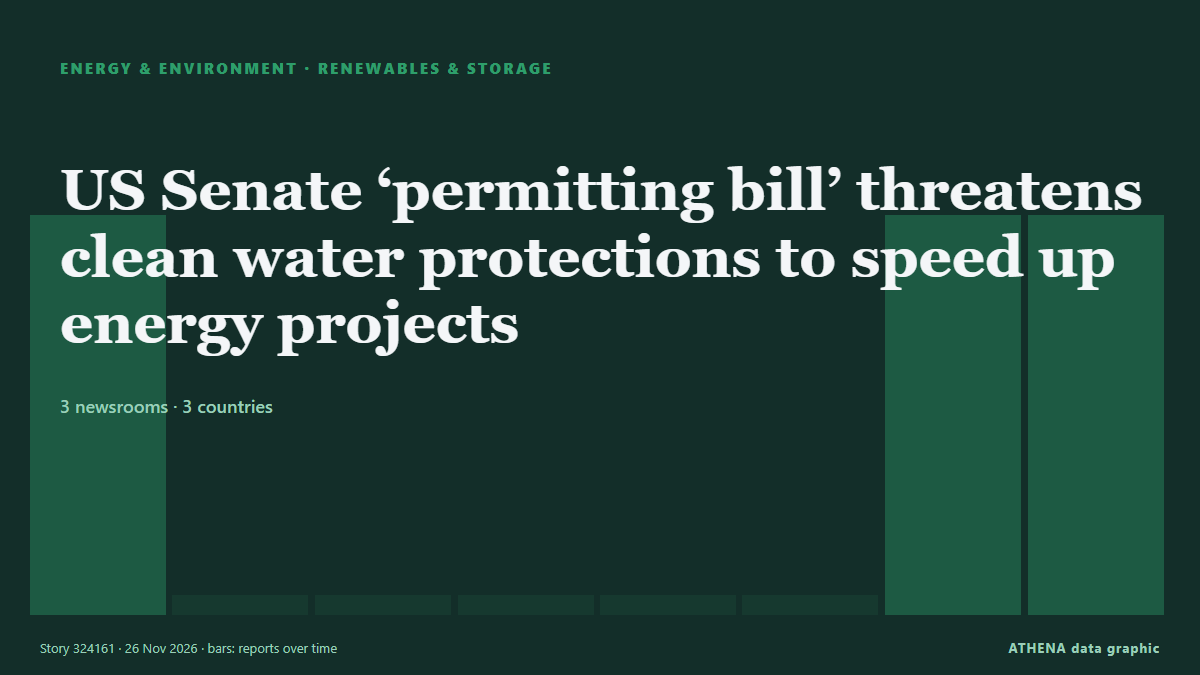 ENERGY & ENVIRONMENT · RENEWABLES & STORAGE
US Senate ‘permitting bill’ threatens
clean water protections to speed up
energy projects
3 newsrooms · 3 countries
Story 324161 · 26 Nov 2026 · bars: reports over time
ATHENA data graphic